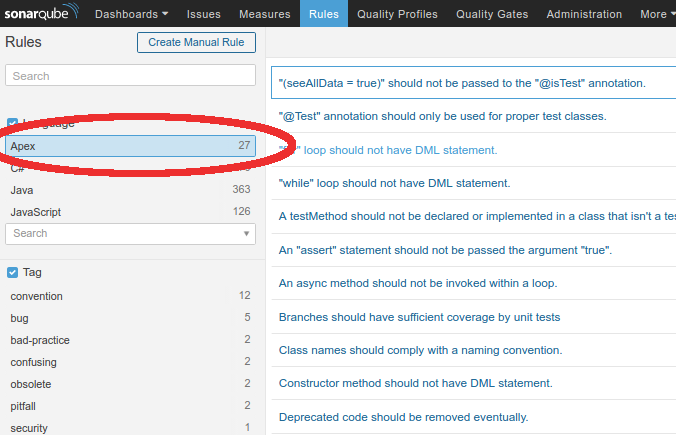 sonarqube Dashboards Issues Measures Rules Quality Profiles Quality Gates Administration More
Rules Create Manual Rule
Search
Language
Apex 27
C#
Java 363
JavaScript 126
Search
Tag
convention 12
bug 5
bad-practice 2
confusing 2
obsolete 2
pitfall 2
security 1
"(seeAllData = true)" should not be passed to the "@isTest" annotation.
"@Test" annotation should only be used for proper test classes.
loop should not have DML statement.
"while" loop should not have DML statement.
A testMethod should not be declared or implemented in a class that isn't a tes
An "assert" statement should not be passed the argument "true".
An async method should not be invoked within a loop.
Branches should have sufficient coverage by unit tests
Class names should comply with a naming convention.
Constructor method should not have DML statement.
Deprecated code should be removed eventually.